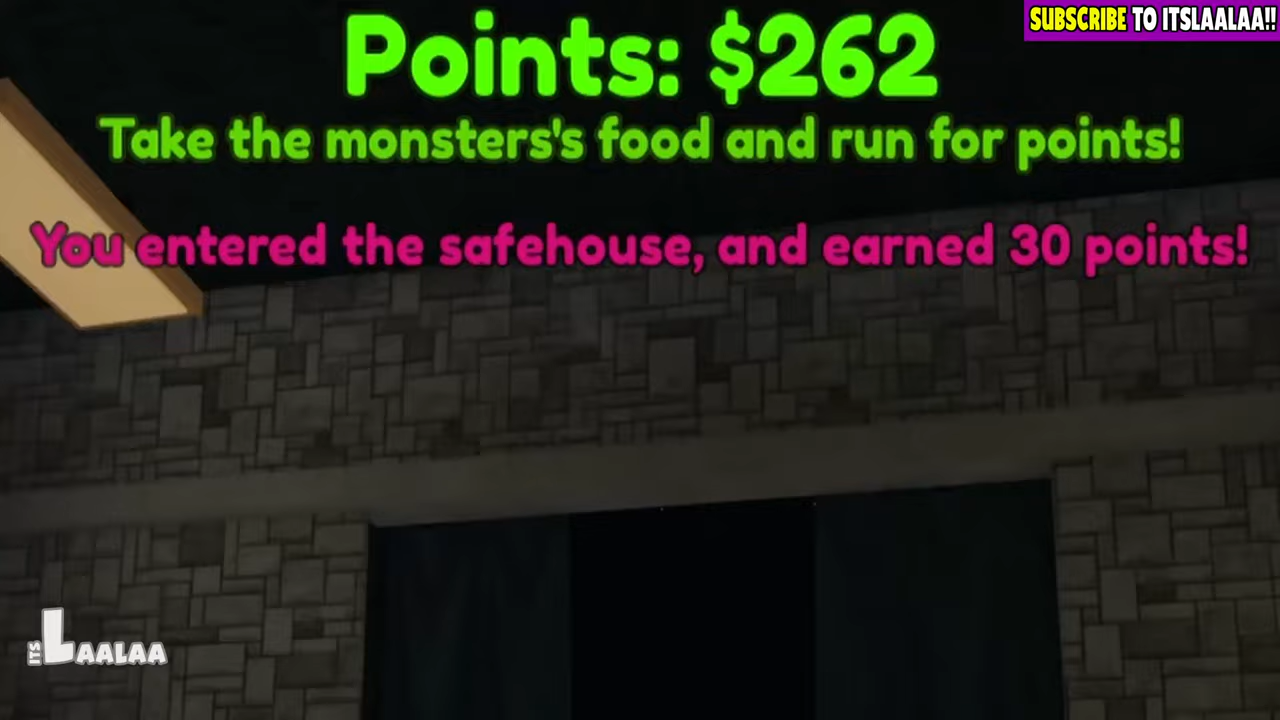 SUBSCRIBE TO ITSLAALAA!!
Points: $262
Take the monsters's food and run for points!
You entered the safehouse, and earned 30 points!
ITS LAALAA